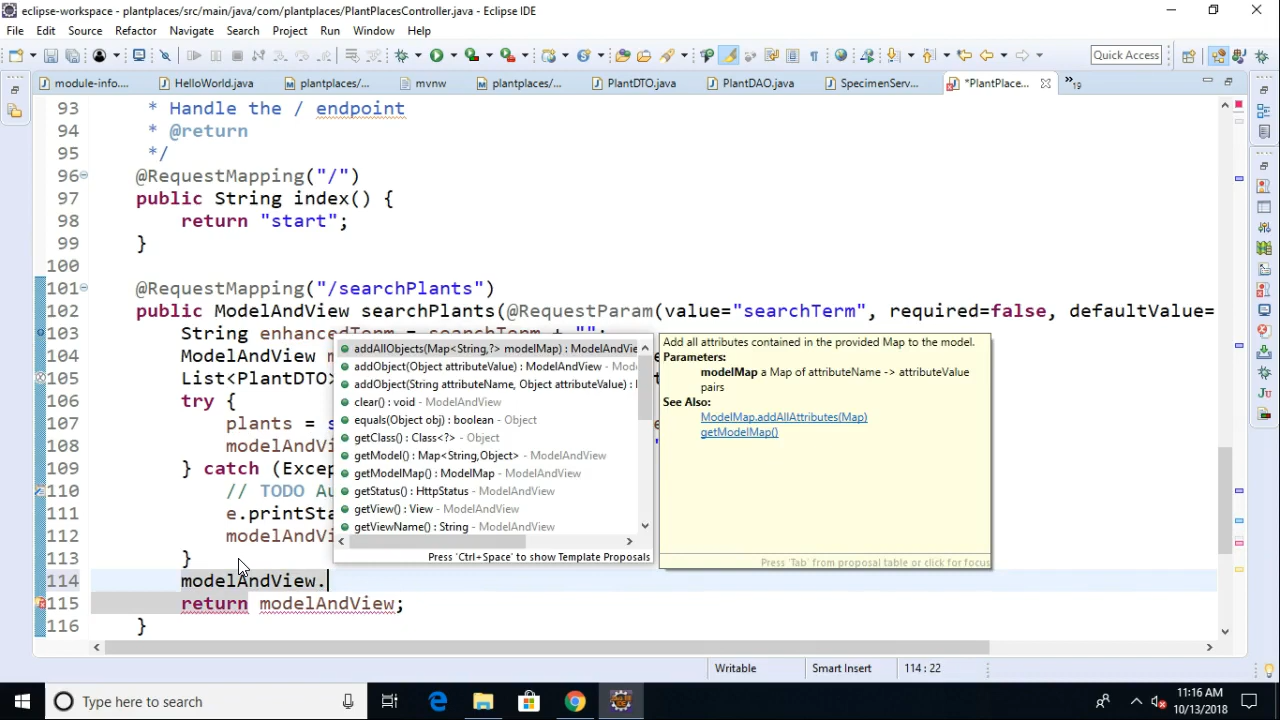 eclipse-workspace - plantplaces/src/main/java/com/plantplaces/PlantPlacesController.java - Eclipse IDE
File Edit Source Refactor Navigate Search Project Run Window Help
Quick Access
module-info.... HelloWorld.java plantplaces/... mvnw plantplaces/... PlantDTO.java PlantDAO.java SpecimenServ... *PlantPlace... »19
93 * Handle the / endpoint
94 * @return
95 */
96 @RequestMapping("/")
97 public String index() {
98 return "start";
99 }
100
101 @RequestMapping("/searchPlants")
102 public ModelAndView searchPlants(@RequestParam(value="searchTerm", required=false, defaultValue=
103 String enhancedTerm = searchTerm + "";
104 ModelAndView
105 List<PlantDTO>
106 try {
107 plants =
108 modelAndVi
109 } catch (Excep
110 // TODO Au
111 e.printSta
112 modelAndVi
113 }
114 modelAndView.
115 return modelAndView;
116 }
addAllObjects(Map<String,?> modelMap) : ModelAndVie
addObject(Object attributeValue) : ModelAndView - Mod
addObject(String attributeName, Object attributeValue) :
clear() : void - ModelAndView
equals(Object obj) : boolean - Object
getClass() : Class<?> - Object
getModel() : Map<String,Object> - ModelAndView
getModelMap() : ModelMap - ModelAndView
getStatus() : HttpStatus - ModelAndView
getView() : View - ModelAndView
getViewName() : String - ModelAndView
Press 'Ctrl+Space' to show Template Proposals
Add all attributes contained in the provided Map to the model.
Parameters:
modelMap a Map of attributeName -> attributeValue
pairs
See Also:
ModelMap.addAllAttributes(Map)
getModelMap()
Press 'Tab' from proposal table or click for focus
Writable Smart Insert 114 : 22
Type here to search
11:16 AM
10/13/2018